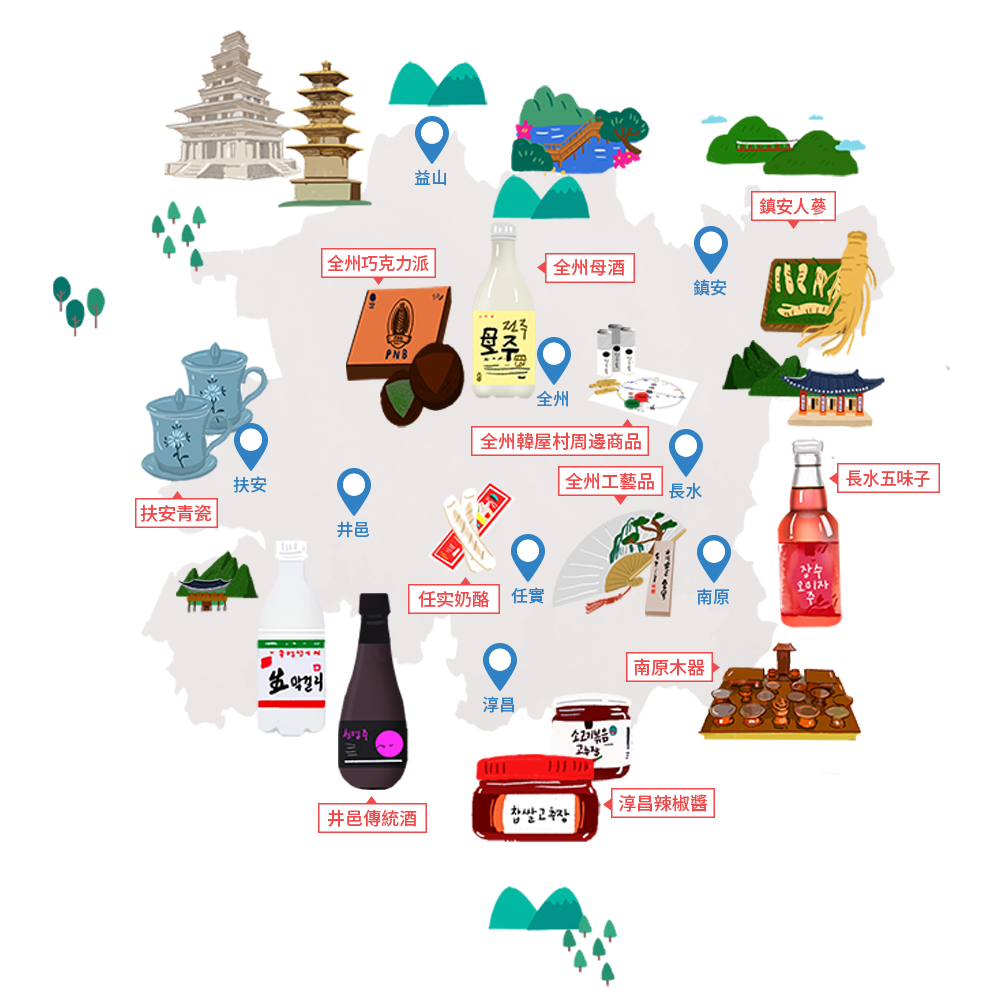 益山
鎮安人蔘
全州巧克力派
全州母酒
鎮安
PNB
전주
母주
全州
全州韓屋村周邊商品
全州工藝品
長水
長水五味子
扶安
扶安青瓷
井邑
任实奶酪
任實
南原
장수
오미자
주
生막걸리
南原木器
淳昌
소고기볶음
고추장
찹쌀고추장
淳昌辣椒醬
井邑傳統酒